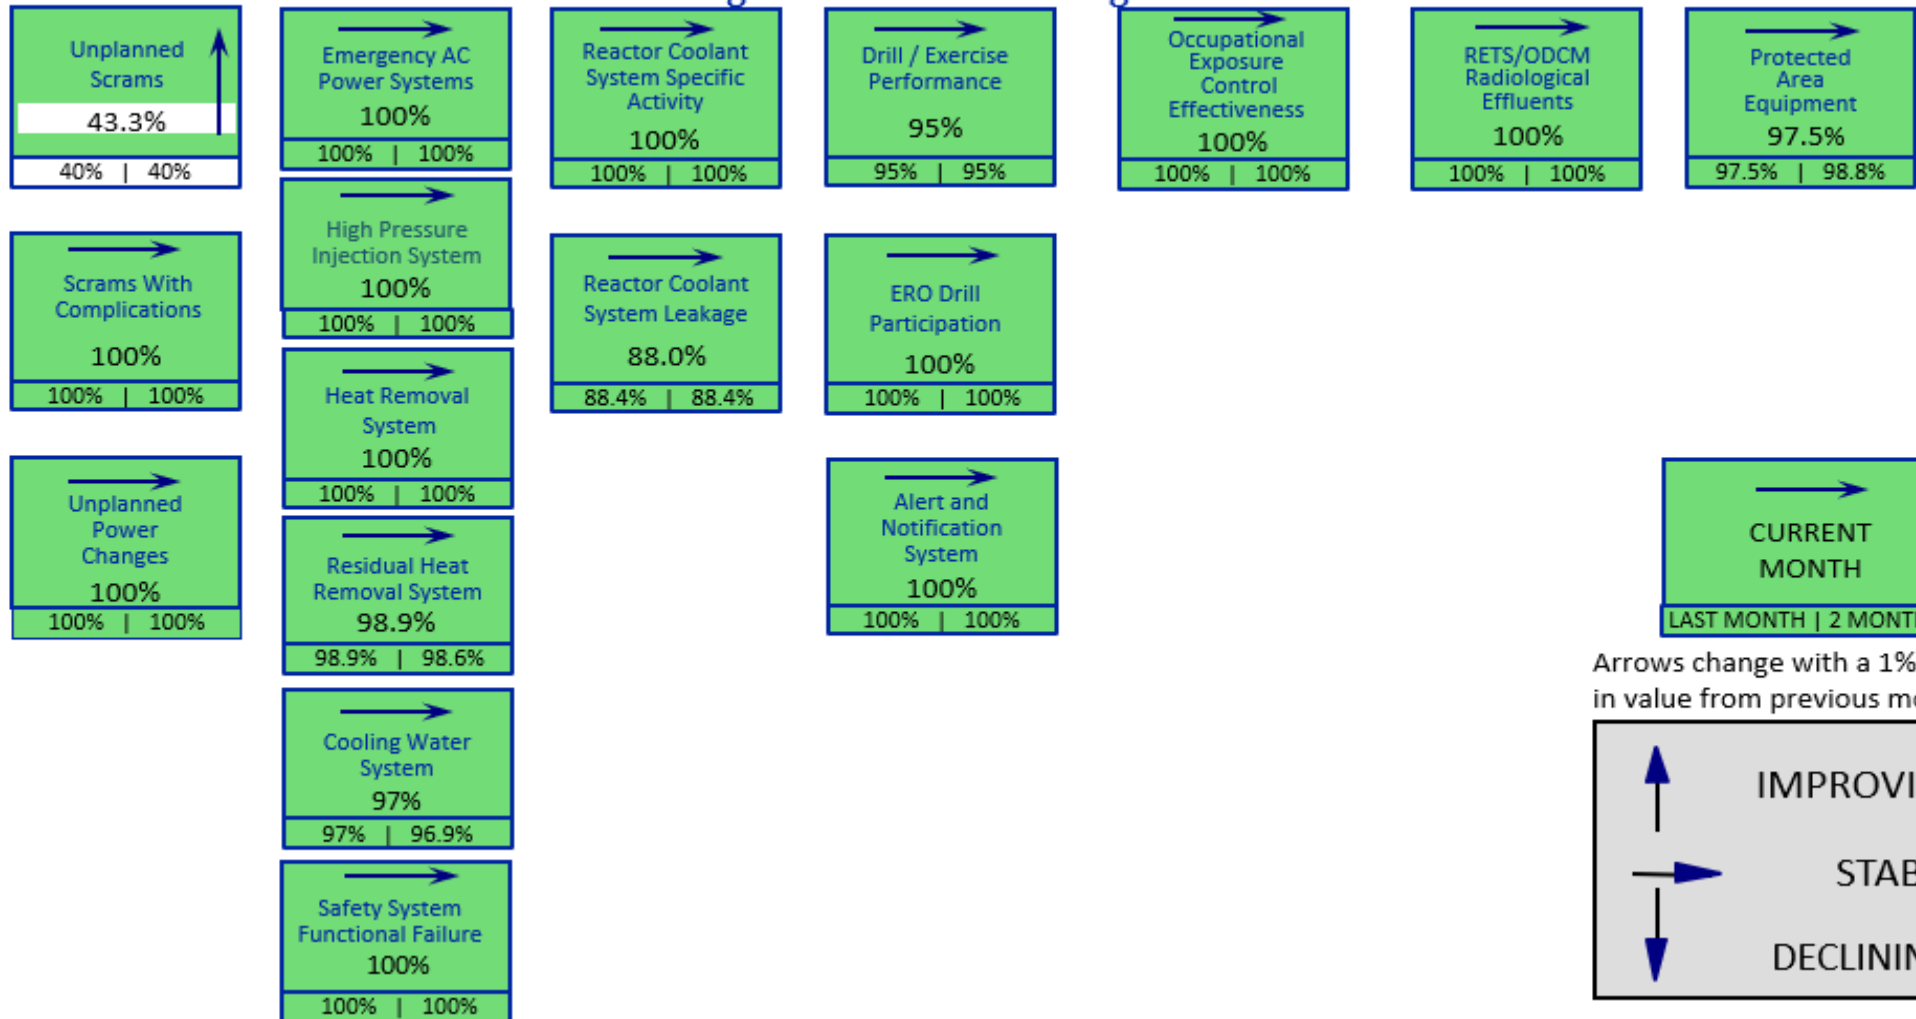 Unplanned
Scrams
43.3%
40% | 40%
Scrams With
Complications
100%
100% | 100%
Unplanned
Power
Changes
100%
100% | 100%
Emergency AC
Power Systems
100%
100% | 100%
High Pressure
Injection System
100%
100% | 100%
Heat Removal
System
100%
100% | 100%
Residual Heat
Removal System
98.9%
98.9% | 98.6%
Cooling Water
System
97%
97% | 96.9%
Safety System
Functional Failure
100%
100% | 100%
Reactor Coolant
System Specific
Activity
100%
100% | 100%
Reactor Coolant
System Leakage
88.0%
88.4% | 88.4%
Drill / Exercise
Performance
95%
95% | 95%
ERO Drill
Participation
100%
100% | 100%
Alert and
Notification
System
100%
100% | 100%
Occupational
Exposure
Control
Effectiveness
100%
100% | 100%
RETS/ODCM
Radiological
Effluents
100%
100% | 100%
Protected
Area
Equipment
97.5%
97.5% | 98.8%
CURRENT
MONTH
LAST MONTH | 2 MONT
Arrows change with a 1%
in value from previous m
IMPROVI
STAB
DECLININ